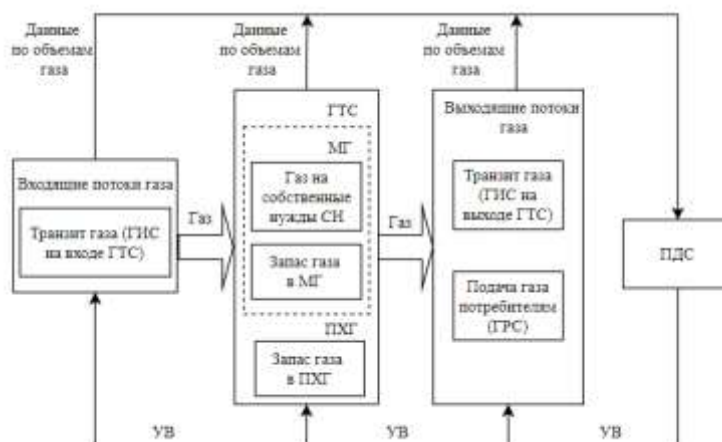 Данные
по объемам
газа
Данные
по объемам
газа
Данные
по объемам
газа
Входящие потоки газа
Транзит газа (ГИС
на входе ГТС)
Газ
ГТС
МГ
Газ на
собственные
нужды СН
Запас газа
в МГ
ПХГ
Запас газа
в ПХГ
Газ
Выходящие потоки
газа
Транзит газа
(ГИС на
выходе ГТС)
Подача газа
потребителям
(ГРС)
ПДС
УВ
УВ
УВ